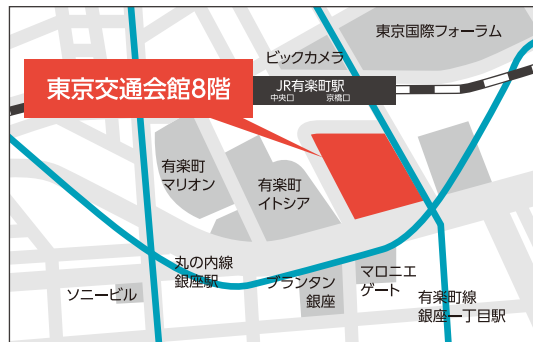 東京国際フォーラム
ビックカメラ
JR有楽町駅
中央口 京橋口
東京交通会館8階
有楽町
マリオン
有楽町
イトシア
丸の内線
銀座駅
プランタン
銀座
マロニエ
ゲート
ソニービル
有楽町線
銀座一丁目駅